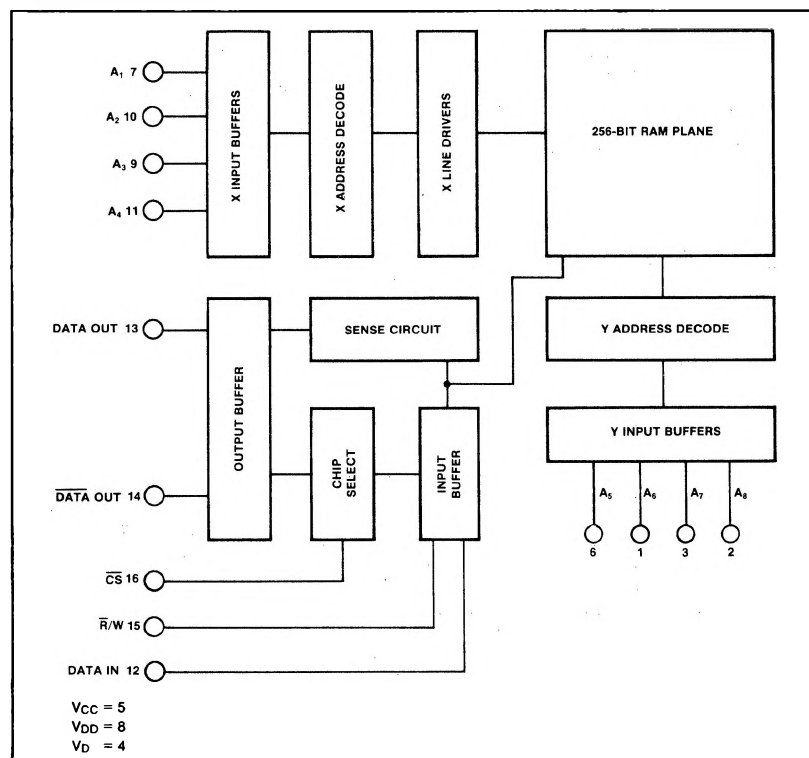 A₁ 7
A₂ 10
A₃ 9
A₄ 11
X INPUT BUFFERS
X ADDRESS DECODE
X LINE DRIVERS
256-BIT RAM PLANE
DATA OUT 13
D̅A̅T̅A̅ OUT 14
OUTPUT BUFFER
SENSE CIRCUIT
CHIP
SELECT
INPUT
BUFFER
Y ADDRESS DECODE
Y INPUT BUFFERS
A₅ A₆ A₇ A₈
6 1 3 2
C̅S̅ 16
R̅/W 15
DATA IN 12
VCC = 5
VDD = 8
VD = 4